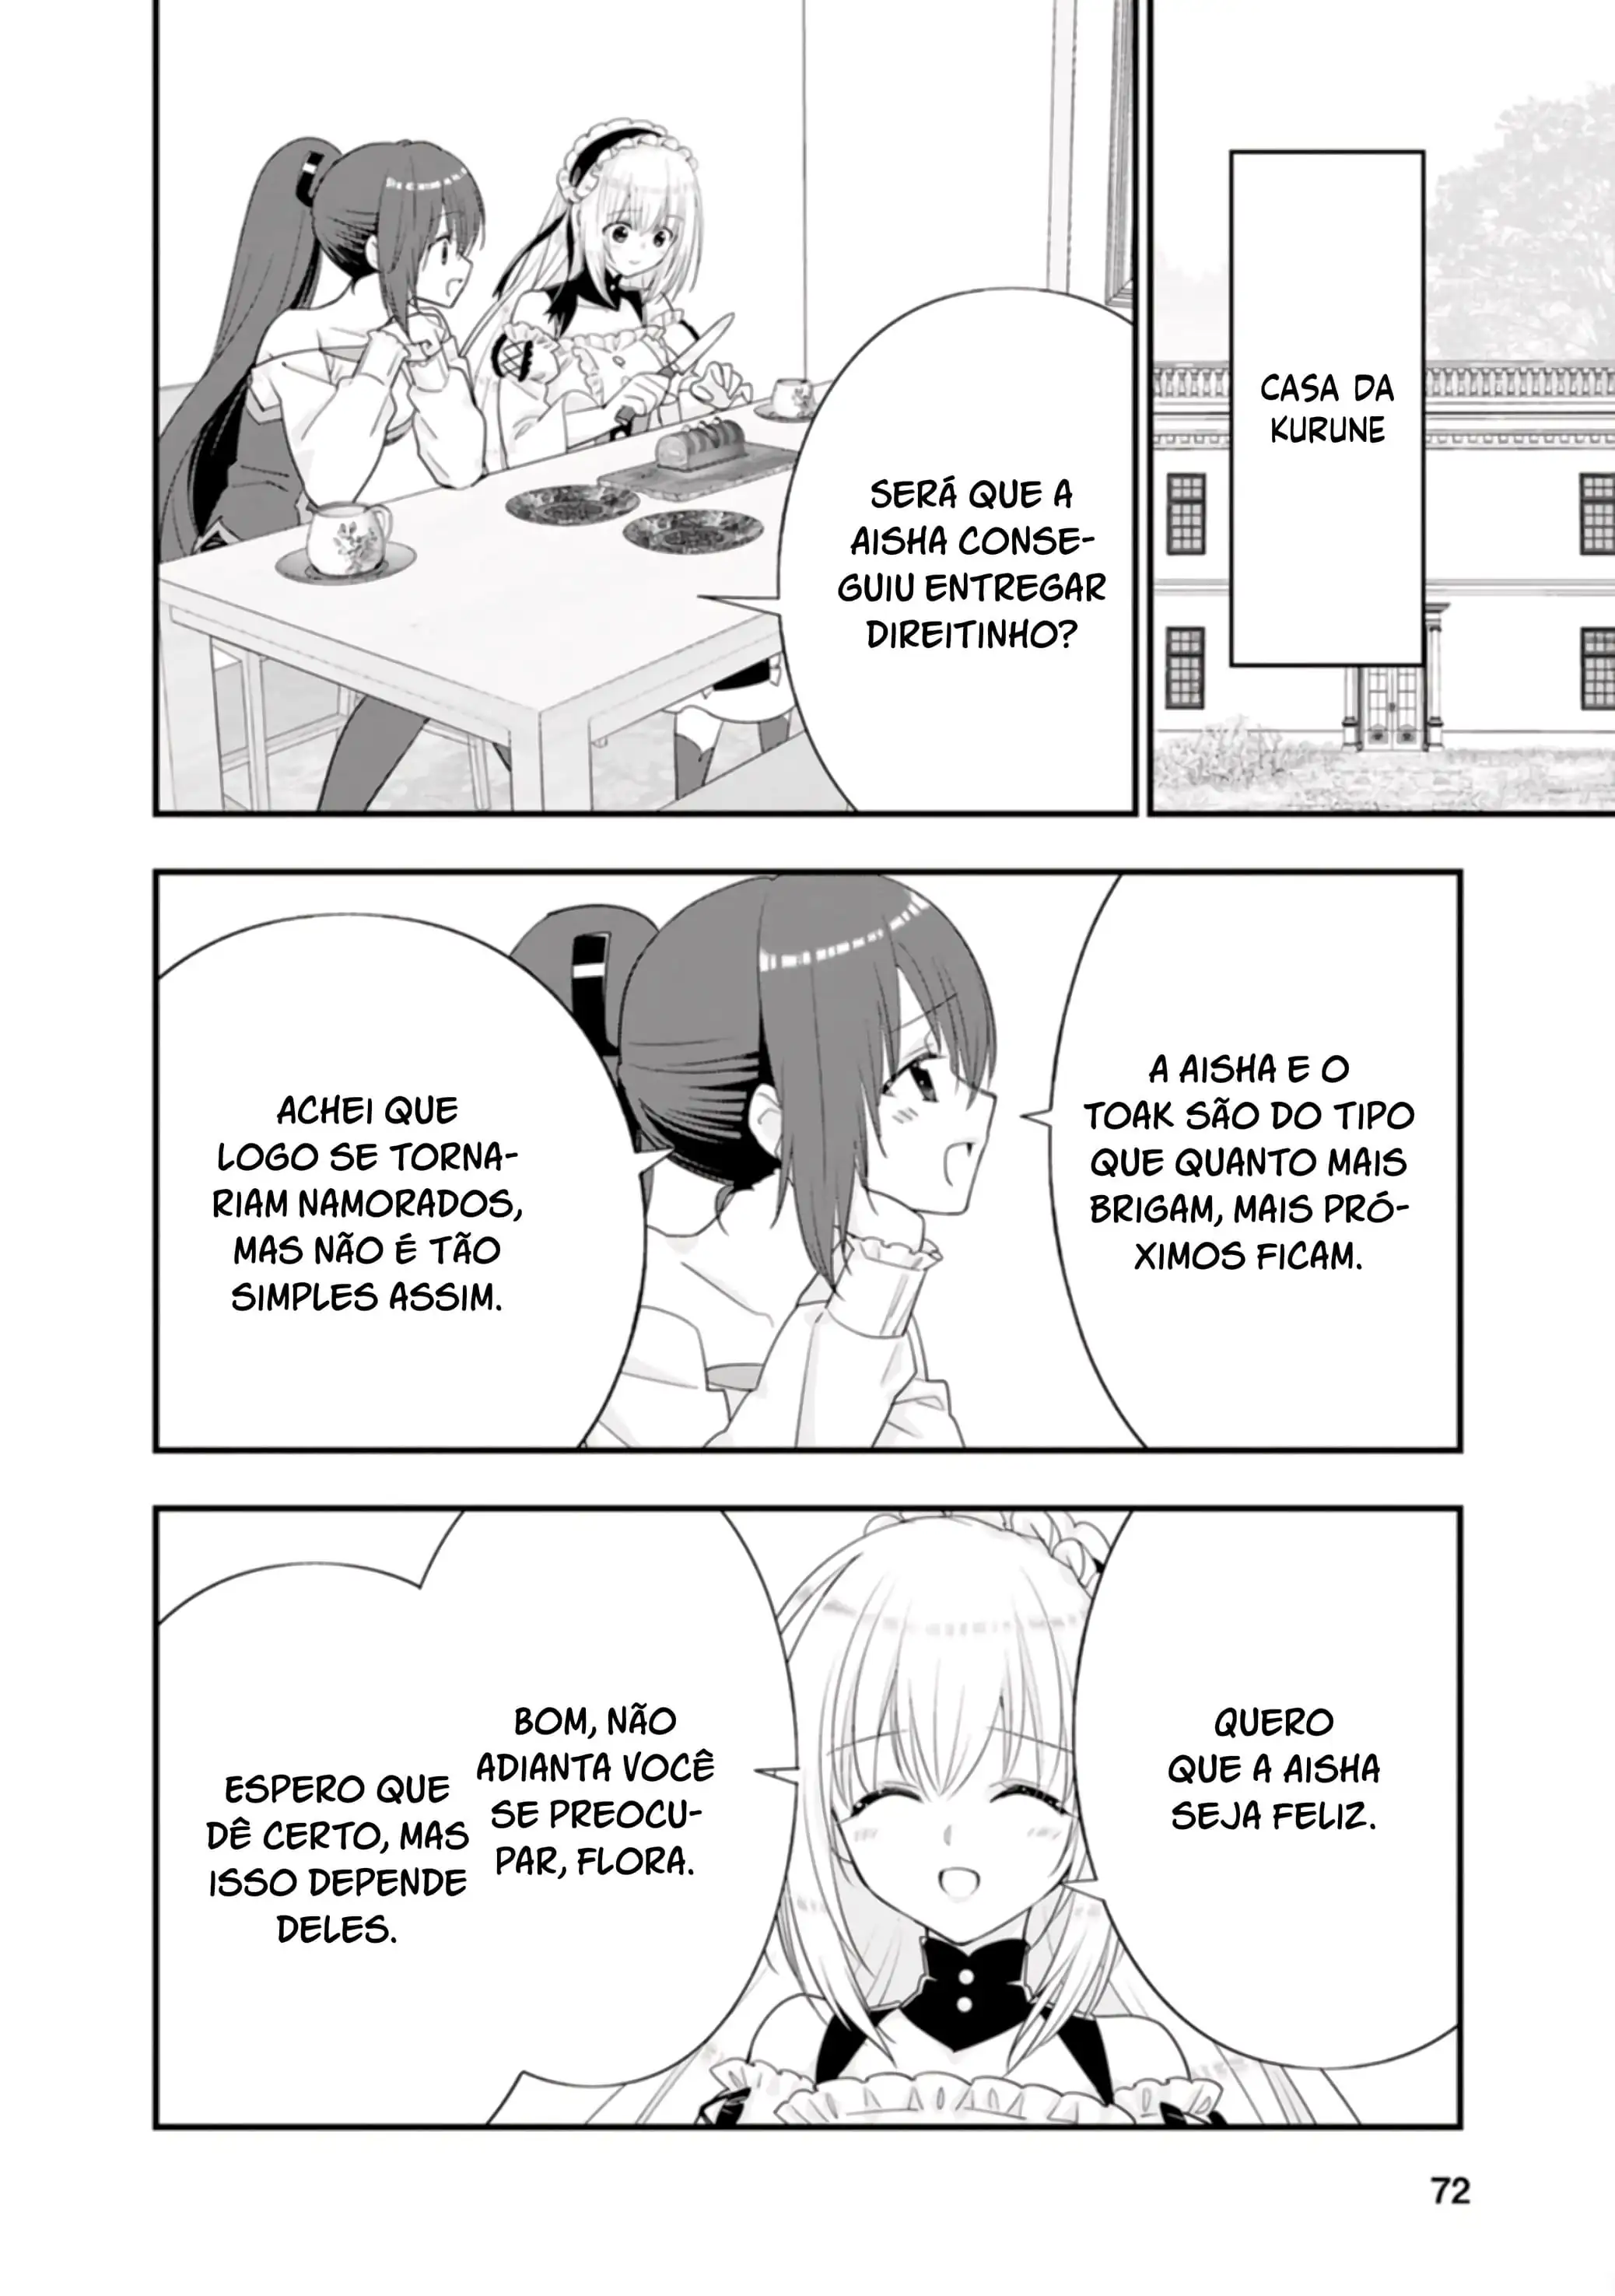 CASA DA
KURUNE
SERÁ QUE A
AISHA CONSE-
GUIU ENTREGAR
DIREITINHO?
A AISHA E O
TOAK SÃO DO TIPO
QUE QUANTO MAIS
BRIGAM, MAIS PRÓ-
XIMOS FICAM.
ACHEI QUE
LOGO SE TORNA-
RIAM NAMORADOS,
MAS NÃO É TÃO
SIMPLES ASSIM.
QUERO
QUE A AISHA
SEJA FELIZ.
BOM, NÃO
ADIANTA VOCÊ
SE PREOCU-
PAR, FLORA.
ESPERO QUE
DÊ CERTO, MAS
ISSO DEPENDE
DELES.
72